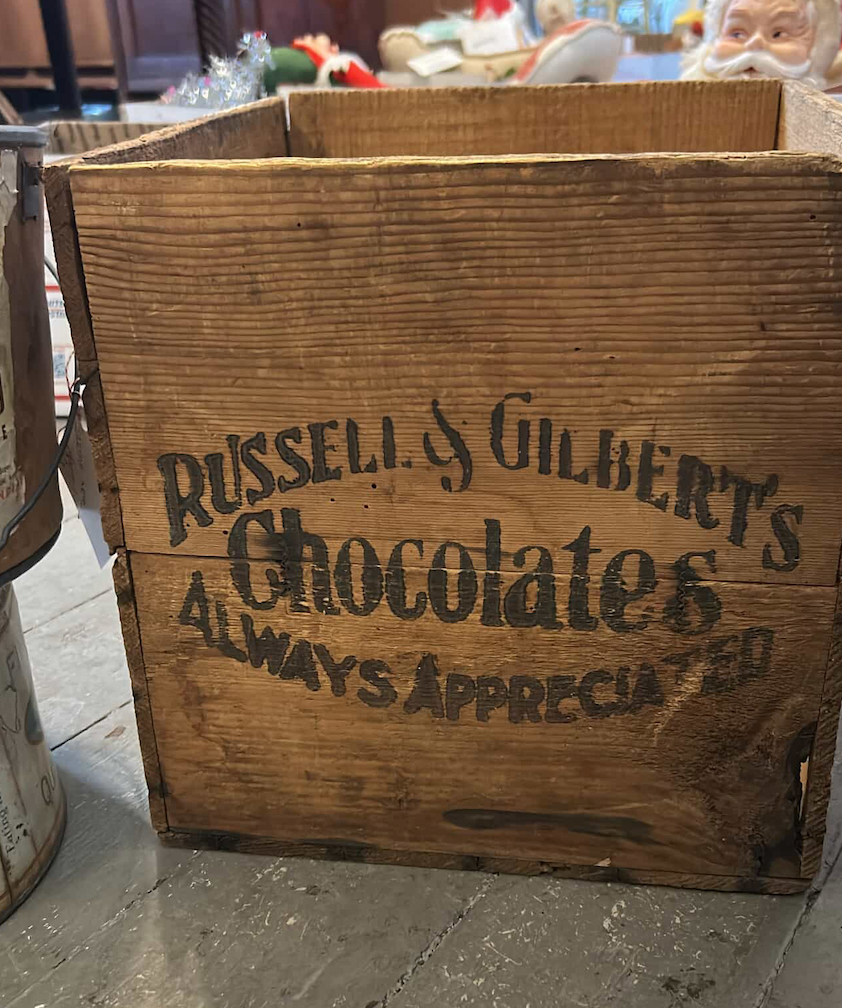 RUSSELL & GILBERT'S
Chocolates
ALWAYS APPRECIATED